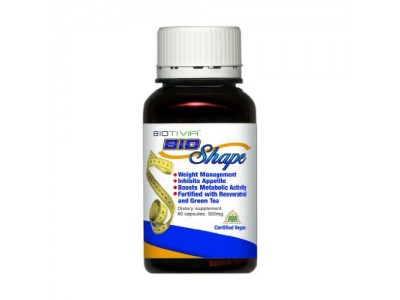 BIOTIVIA
BIO
Shape
• Weight Management
• Inhibits Appetite
• Boosts Metabolic Activity
• Fertified with Resveratrol
and Green Tea
Dietary supplement.
60 capsules. 500mg.
Certified Vegan